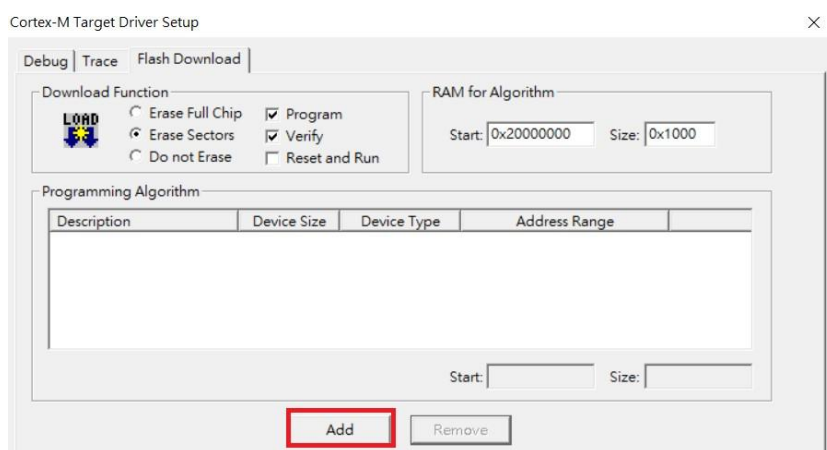 Cortex-M Target Driver Setup
Debug Trace Flash Download
Download Function
LOAD
Erase Full Chip
Erase Sectors
Do not Erase
Program
Verify
Reset and Run
RAM for Algorithm
Start: 0x20000000 Size: 0x1000
Programming Algorithm
Description Device Size Device Type Address Range
Start: Size:
Add Remove